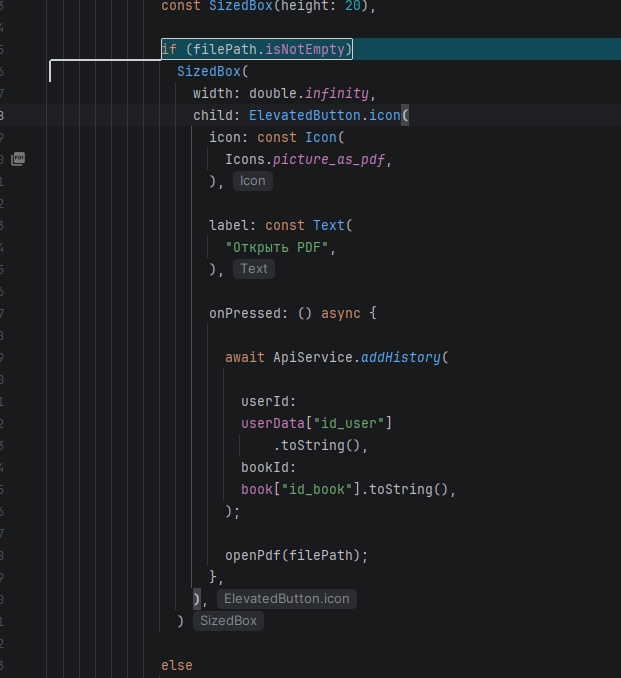 const SizedBox(height: 20),
if (filePath.isNotEmpty)
SizedBox(
width: double.infinity,
child: ElevatedButton.icon(
icon: const Icon(
Icons.picture_as_pdf,
), Icon
label: const Text(
"Открыть PDF",
), Text
onPressed: () async {
await ApiService.addHistory(
userId:
userData["id_user"]
.toString(),
bookId:
book["id_book"].toString(),
);
openPdf(filePath);
},
), ElevatedButton.icon
) SizedBox
else